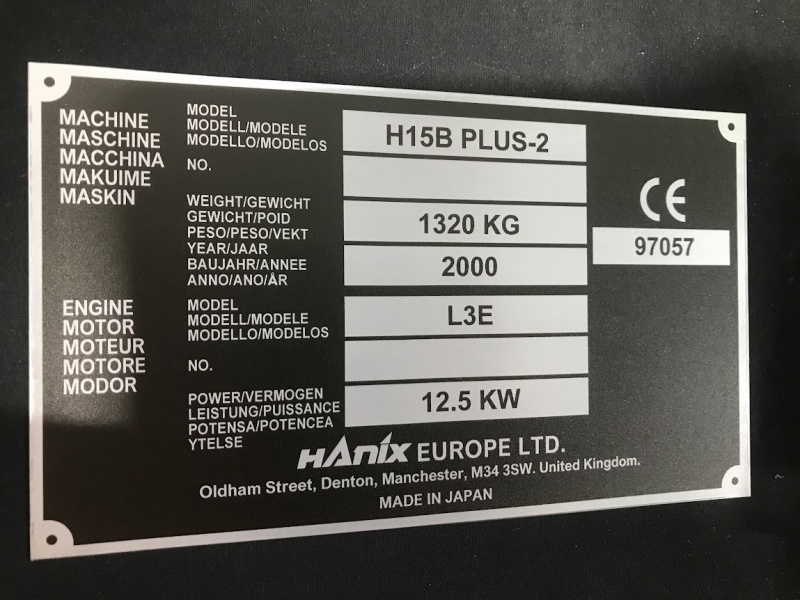 MACHINE
MASCHINE
MACCHINA
MAKUIME
MASKIN
MODEL
MODELL/MODELE
MODELLO/MODELOS
H15B PLUS-2
NO.
WEIGHT/GEWICHT
GEWICHT/POID
PESO/PESO/VEKT
1320 KG
YEAR/JAAR
BAUJAHR/ANNEE
ANNO/ANO/ÅR
2000
CE
97057
ENGINE
MOTOR
MOTEUR
MOTORE
MODOR
MODEL
MODELL/MODELE
MODELLO/MODELOS
L3E
NO.
POWER/VERMOGEN
LEISTUNG/PUISSANCE
POTENSA/POTENCEA
YTELSE
12.5 KW
HANIX EUROPE LTD.
Oldham Street, Denton, Manchester, M34 3SW. United Kingdom.
MADE IN JAPAN